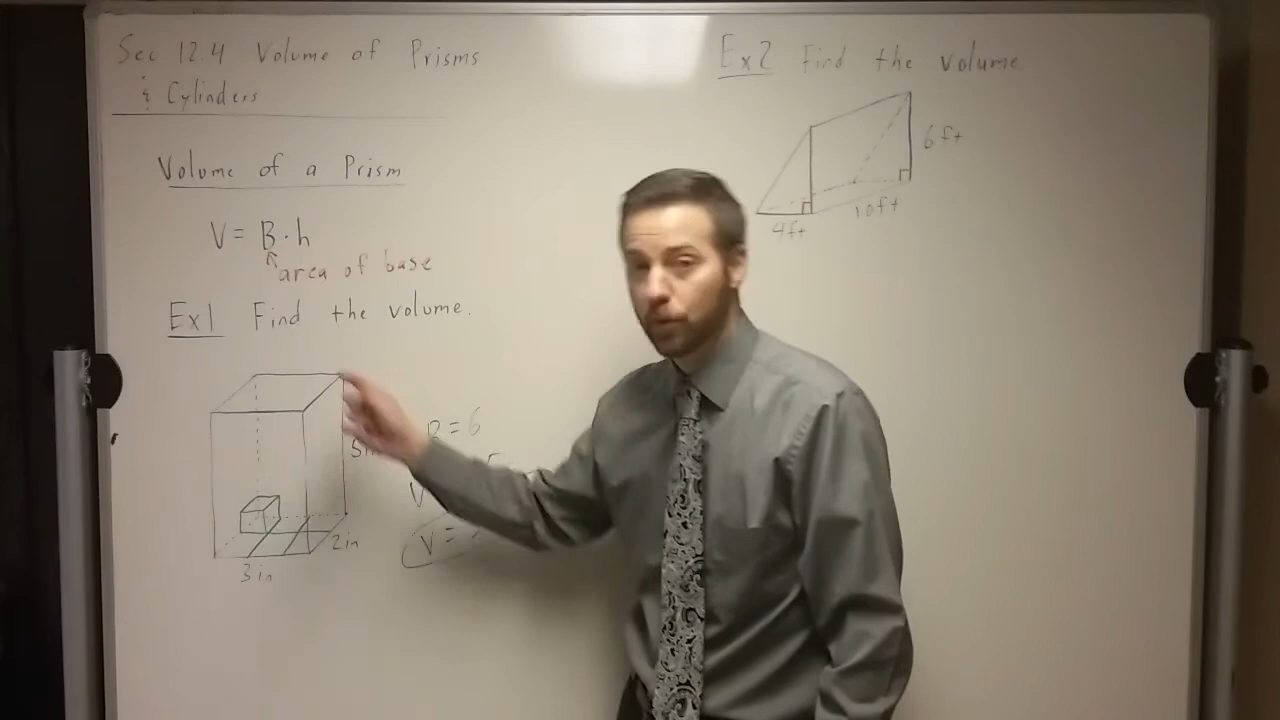 Sec 12.4 Volume of Prisms
& Cylinders
Volume of a Prism
V = B · h
area of base
Ex1 Find the volume.
B = 6
V
V =
2in
3in
Ex2 Find the volume
6ft
10ft
4ft